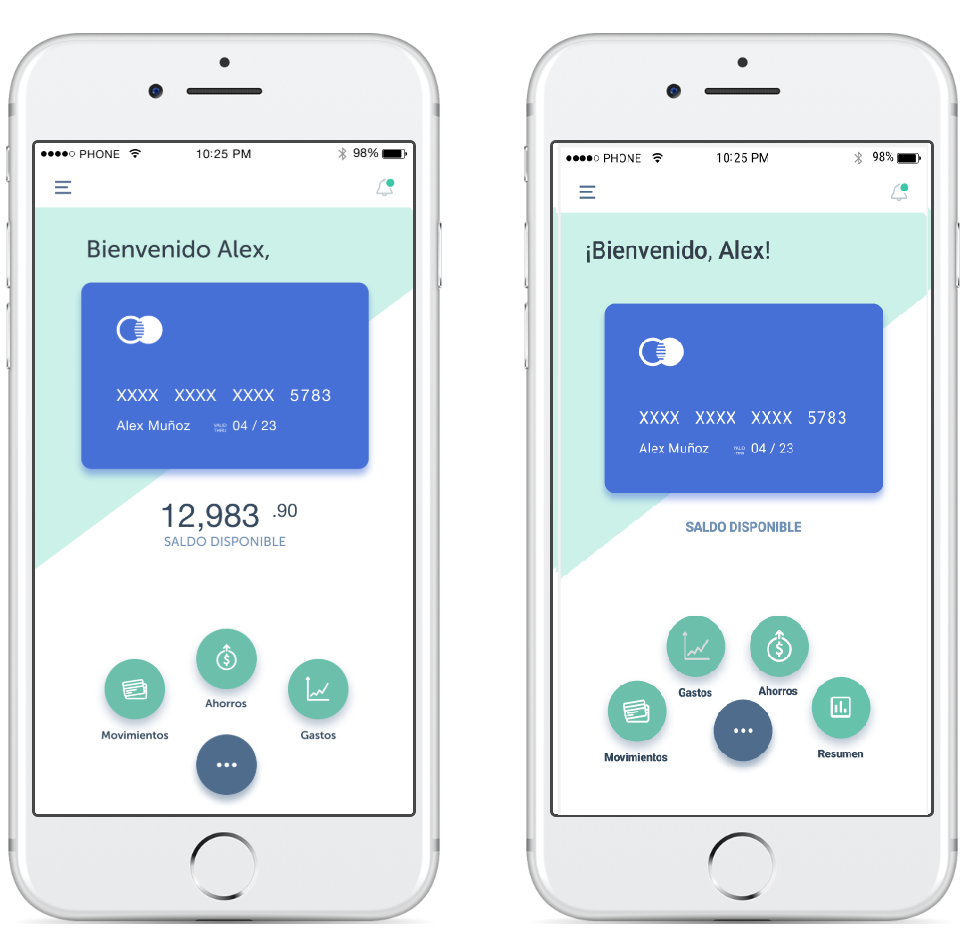 PHONE 10:25 PM 98%
Bienvenido Alex,
XXXX XXXX XXXX 5783
Alex Muñoz VALID THRU 04 / 23
12,983 .90
SALDO DISPONIBLE
Ahorros
Movimientos
Gastos
PHONE 10:25 PM 98%
¡Bienvenido, Alex!
XXXX XXXX XXXX 5783
Alex Muñoz VALID THRU 04 / 23
SALDO DISPONIBLE
Gastos
Ahorros
Movimientos
Resumen